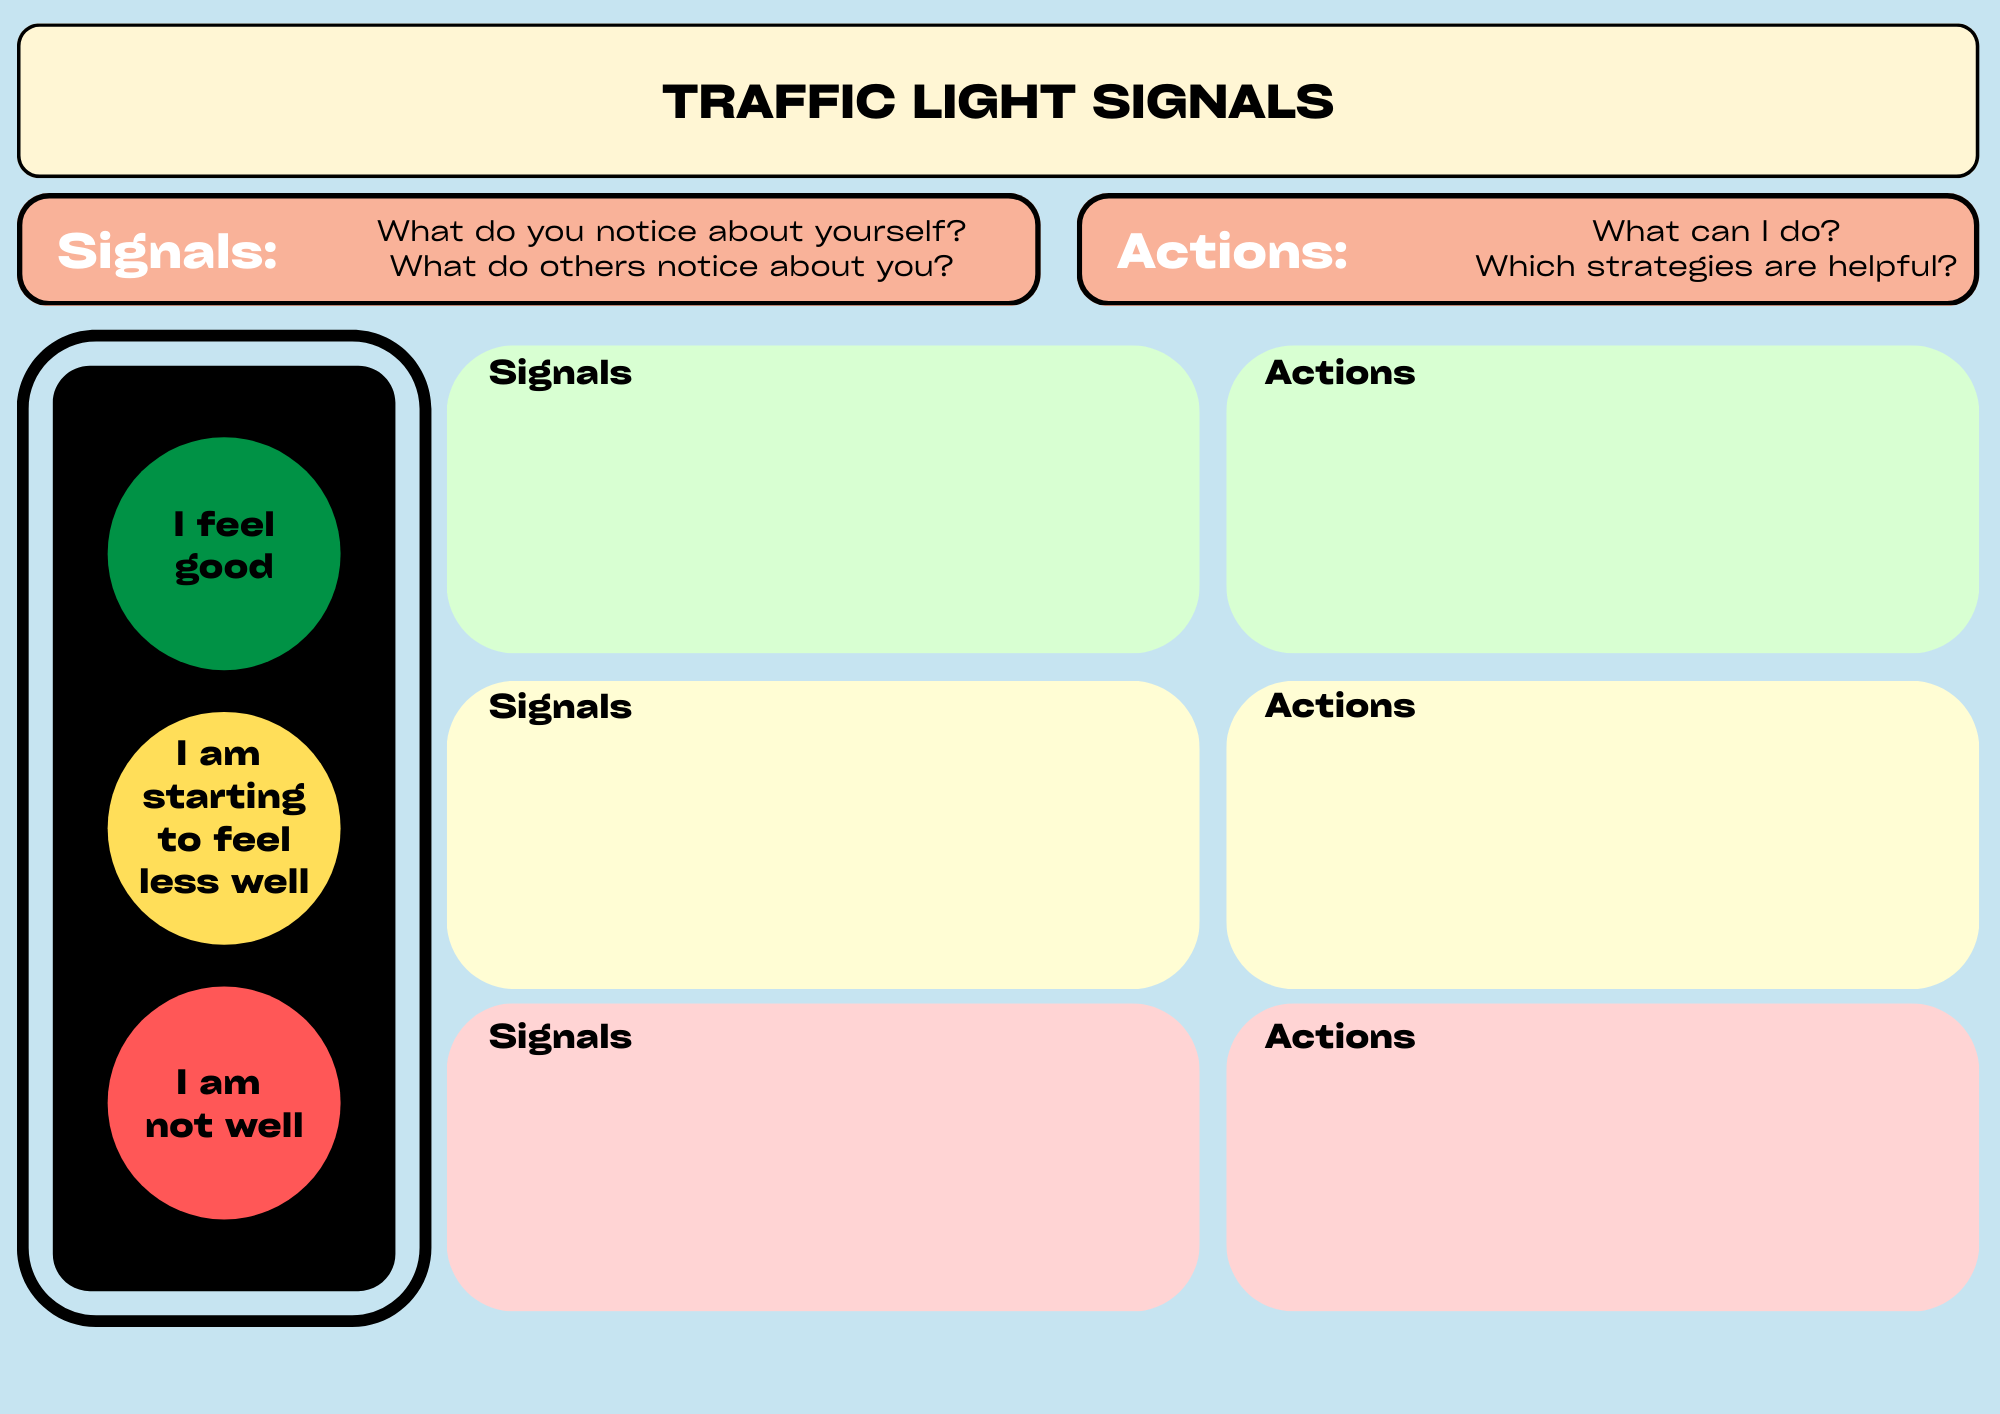 TRAFFIC LIGHT SIGNALS
Signals:
What do you notice about yourself?
What do others notice about you?
Actions:
What can I do?
Which strategies are helpful?
I feel
good
Signals
Actions
I am
starting
to feel
less well
Signals
Actions
I am
not well
Signals
Actions